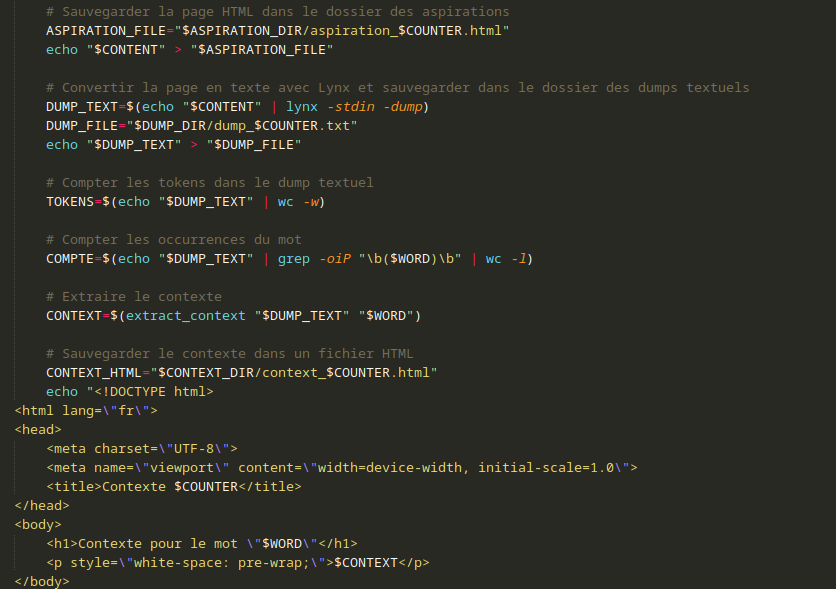 # Sauvegarder la page HTML dans le dossier des aspirations
ASPIRATION_FILE="$ASPIRATION_DIR/aspiration_$COUNTER.html"
echo "$CONTENT" > "$ASPIRATION_FILE"
# Convertir la page en texte avec Lynx et sauvegarder dans le dossier des dumps textuels
DUMP_TEXT=$(echo "$CONTENT" | lynx -stdin -dump)
DUMP_FILE="$DUMP_DIR/dump_$COUNTER.txt"
echo "$DUMP_TEXT" > "$DUMP_FILE"
# Compter les tokens dans le dump textuel
TOKENS=$(echo "$DUMP_TEXT" | wc -w)
# Compter les occurrences du mot
COMPTE=$(echo "$DUMP_TEXT" | grep -oiP "\b($WORD)\b" | wc -l)
# Extraire le contexte
CONTEXT=$(extract_context "$DUMP_TEXT" "$WORD")
# Sauvegarder le contexte dans un fichier HTML
CONTEXT_HTML="$CONTEXT_DIR/context_$COUNTER.html"
echo "<!DOCTYPE html>
<html lang=\"fr\">
<head>
<meta charset=\"UTF-8\">
<meta name=\"viewport\" content=\"width=device-width, initial-scale=1.0\">
<title>Contexte $COUNTER</title>
</head>
<body>
<h1>Contexte pour le mot \"$WORD\"</h1>
<p style=\"white-space: pre-wrap;\">$CONTEXT</p>
</body>